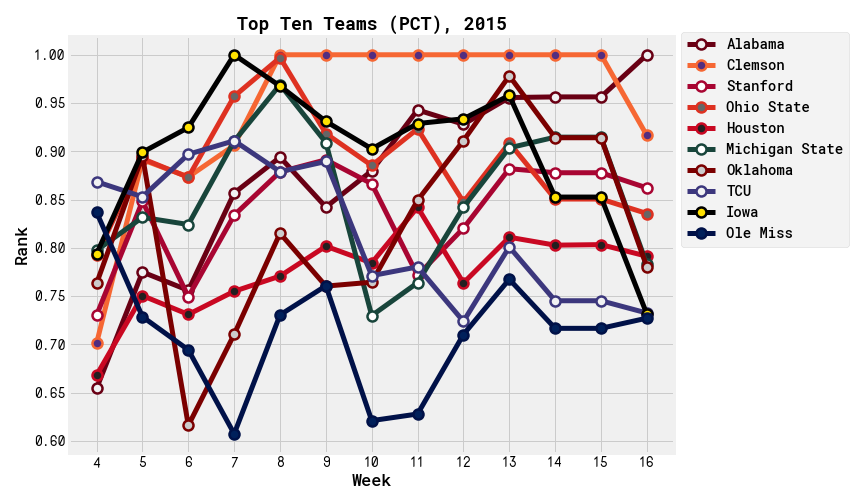 Top Ten Teams (PCT), 2015
Rank
1.00
0.95
0.90
0.85
0.80
0.75
0.70
0.65
0.60
4 5 6 7 8 9 10 11 12 13 14 15 16
Week
Alabama
Clemson
Stanford
Ohio State
Houston
Michigan State
Oklahoma
TCU
Iowa
Ole Miss